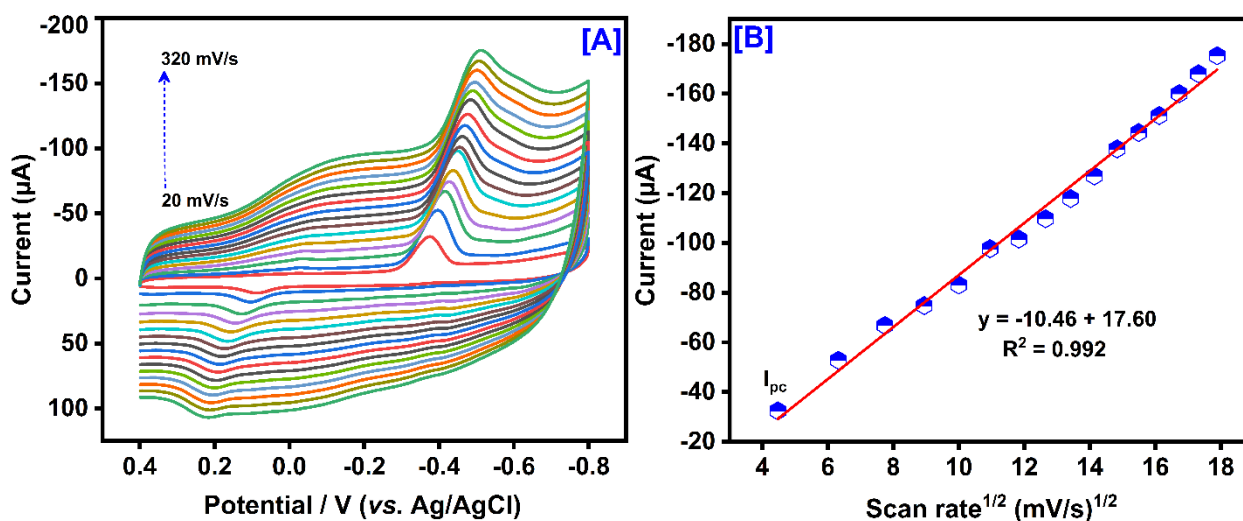 [A]
320 mV/s
20 mV/s
-200
-150
-100
-50
0
50
100
Current (µA)
0.4 0.2 0.0 -0.2 -0.4 -0.6 -0.8
Potential / V (vs. Ag/AgCl)
[B]
-180
-160
-140
-120
-100
-80
-60
-40
-20
Current (µA)
y = -10.46 + 17.60
R² = 0.992
Ipc
4 6 8 10 12 14 16 18
Scan rate¹/² (mV/s)¹/²